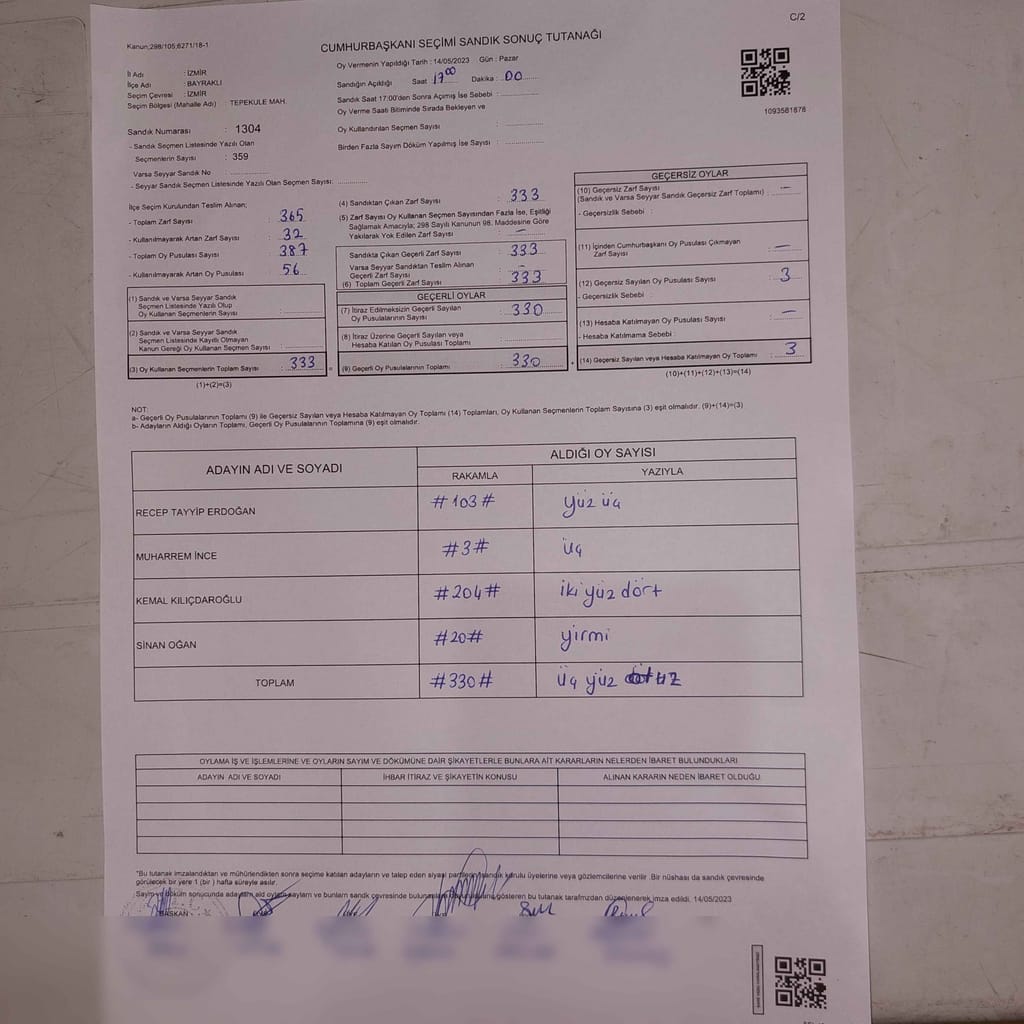 C/2
Kanun,298/105;6271/18-1
CUMHURBAŞKANI SEÇİMİ SANDIK SONUÇ TUTANAĞI
İl Adı : İZMİR
İlçe Adı : BAYRAKLI
Seçim Çevresi : İZMİR
Seçim Bölgesi (Mahalle Adı) : TEPEKULE MAH.
Oy Vermenin Yapıldığı Tarih : 14/05/2023 Gün : Pazar
Sandığın Açıldığı Saat 17 00 Dakika : 00
Sandık Saat 17:00'den Sonra Açımış İse Sebebi :
Oy Verme Saati Bitiminde Sırada Bekleyen ve
Oy Kullandırılan Seçmen Sayısı :
Birden Fazla Sayım Döküm Yapılmış İse Sayısı :
1093581878
Sandık Numarası : 1304
- Sandık Seçmen Listesinde Yazılı Olan
Seçmenlerin Sayısı : 359
Varsa Seyyar Sandık No :
- Seyyar Sandık Seçmen Listesinde Yazılı Olan Seçmen Sayısı:
İlçe Seçim Kurulundan Teslim Alınan;
- Toplam Zarf Sayısı : 365
- Kullanılmayarak Artan Zarf Sayısı : 32
- Toplam Oy Pusulası Sayısı : 387
- Kullanılmayarak Artan Oy Pusulası : 56
(1) Sandık ve Varsa Seyyar Sandık
Seçmen Listesinde Yazılı Olup
Oy Kullanan Seçmenlerin Sayısı :
(2) Sandık ve Varsa Seyyar Sandık
Seçmen Listesinde Kayıtlı Olmayan
Kanun Gereği Oy Kullanan Seçmen Sayısı :
(3) Oy Kullanan Seçmenlerin Toplam Sayısı : 333
(1)+(2)=(3)
(4) Sandıktan Çıkan Zarf Sayısı : 333
(5) Zarf Sayısı Oy Kullanan Seçmen Sayısından Fazla İse, Eşitliği
Sağlamak Amacıyla; 298 Sayılı Kanunun 98. Maddesine Göre
Yakılarak Yok Edilen Zarf Sayısı : —
Sandıkta Çıkan Geçerli Zarf Sayısı : 333
Varsa Seyyar Sandıktan Teslim Alınan
Geçerli Zarf Sayısı : —
(6) Toplam Geçerli Zarf Sayısı : 333
GEÇERLİ OYLAR
(7) İtiraz Edilmeksizin Geçerli Sayılan
Oy Pusulalarının Sayısı : 330
(8) İtiraz Üzerine Geçerli Sayılan veya
Hesaba Katılan Oy Pusulası Toplamı :
(9) Geçerli Oy Pusulalarının Toplamı : 330
GEÇERSİZ OYLAR
(10) Geçersiz Zarf Sayısı
(Sandık ve Varsa Seyyar Sandık Geçersiz Zarf Toplamı) : —
- Geçersizlik Sebebi :
(11) İçinden Cumhurbaşkanı Oy Pusulası Çıkmayan
Zarf Sayısı : —
(12) Geçersiz Sayılan Oy Pusulası Sayısı : 3
- Geçersizlik Sebebi :
(13) Hesaba Katılmayan Oy Pusulası Sayısı : —
- Hesaba Katılmama Sebebi :
(14) Geçersiz Sayılan veya Hesaba Katılmayan Oy Toplamı : 3
(10)+(11)+(12)+(13)=(14)
NOT:
a- Geçerli Oy Pusulalarının Toplamı (9) ile Geçersiz Sayılan veya Hesaba Katılmayan Oy Toplamı (14) Toplamları, Oy Kullanan Seçmenlerin Toplam Sayısına (3) eşit olmalıdır. (9)+(14)=(3)
b- Adayların Aldığı Oyların Toplamı, Geçerli Oy Pusulalarının Toplamına (9) eşit olmalıdır.
ADAYIN ADI VE SOYADI ALDIĞI OY SAYISI
RAKAMLA YAZIYLA
RECEP TAYYİP ERDOĞAN #103# yüz üç
MUHARREM İNCE #3# üç
KEMAL KILIÇDAROĞLU #204# iki yüz dört
SİNAN OĞAN #20# yirmi
TOPLAM #330# üç yüz otuz
OYLAMA İŞ VE İŞLEMLERİNE VE OYLARIN SAYIM VE DÖKÜMÜNE DAİR ŞİKAYETLERLE BUNLARA AİT KARARLARIN NELERDEN İBARET BULUNDUKLARI
ADAYIN ADI VE SOYADI İHBAR İTİRAZ VE ŞİKAYETİN KONUSU ALINAN KARARIN NEDEN İBARET OLDUĞU
"Bu tutanak imzalandıktan ve mühürlendikten sonra seçime katılan adayların ve talep eden siyasi partilerin sandık kurulu üyelerine veya gözlemcilerine verilir .Bir nüshası da sandık çevresinde
görülecek bir yere 1 (bir ) hafta süreyle asılır.
Sayım ve döküm sonucunda adayların aid oyların sayılarını ve bunların sandık çevresinde gösteren bu tutanak tarafımızdan düzenlenerek imza edildi. 14/05/2023
BAŞKAN